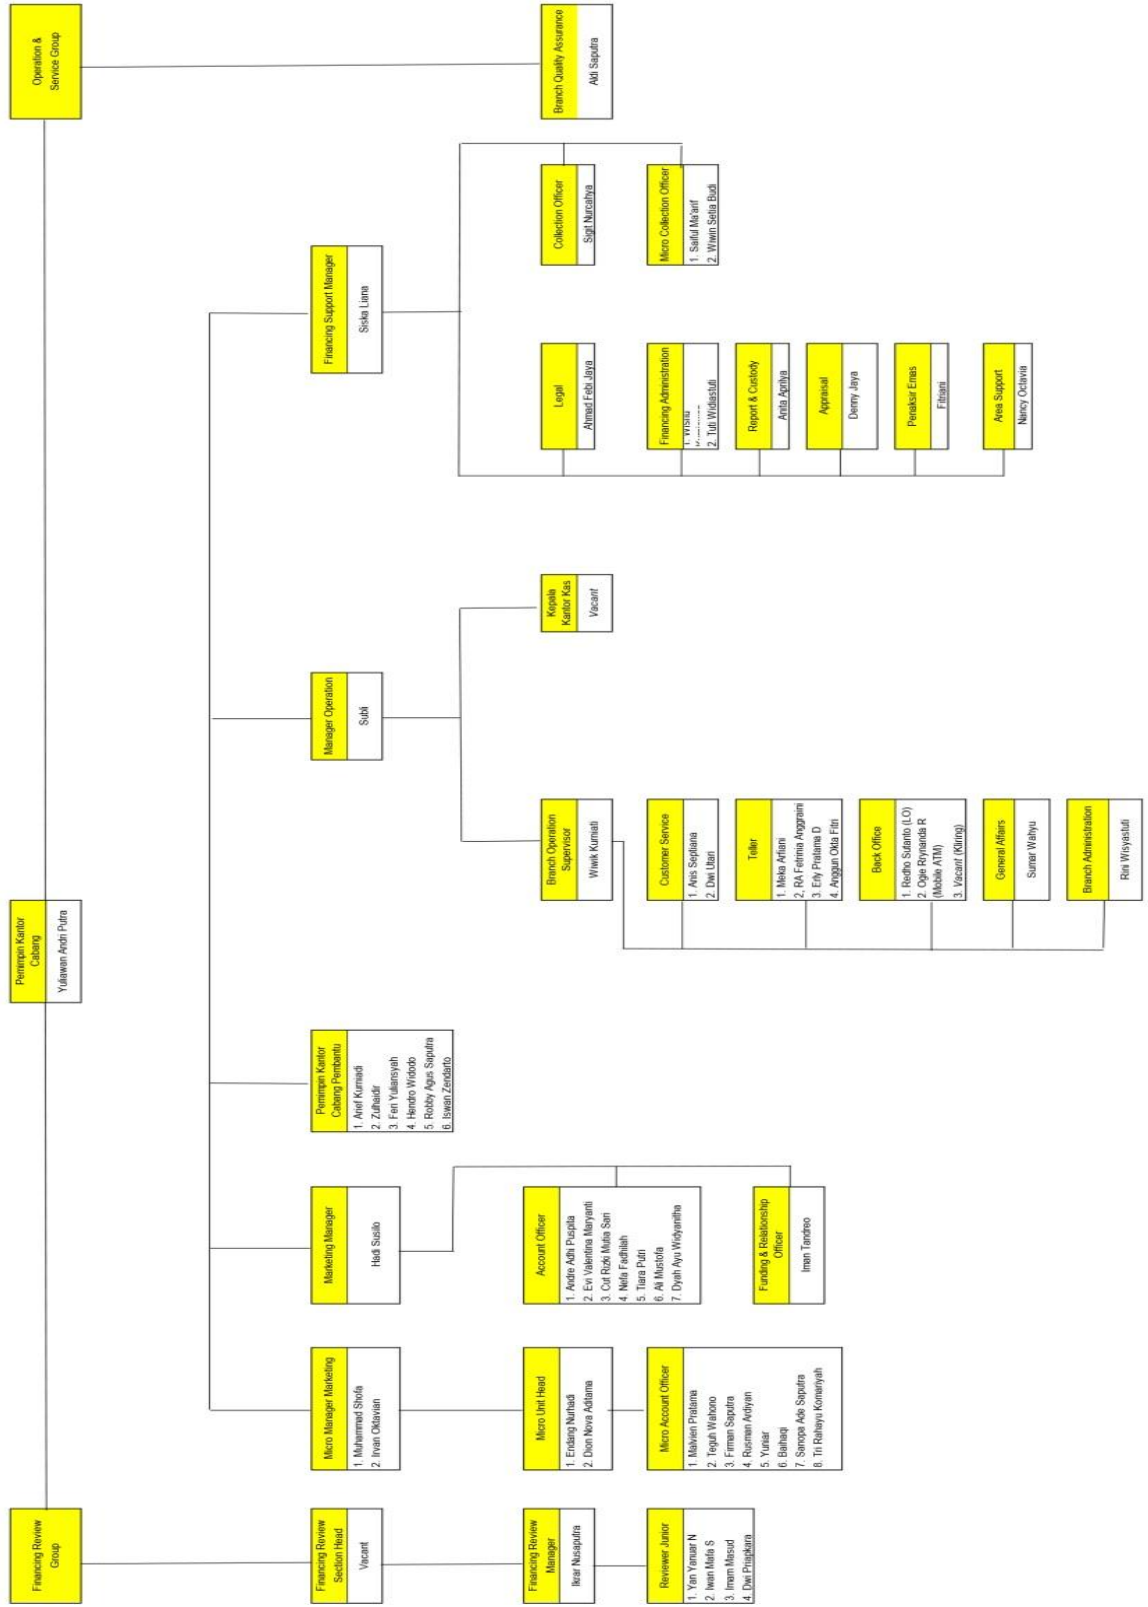 Financing Review
Group
Pemimpin Kantor
Cabang
Yuliawan Andri Putra
Operation &
Service Group
Financing Review
Section Head
Vacant
Micro Manager Marketing
1. Muhammad Shofa
2. Irvan Oktavian
Marketing Manager
Hadi Susilo
Pemimpin Kantor
Cabang Pembantu
1. Arief Kurniadi
2. Zuhaidir
3. Feri Yuliansyah
4. Hendro Widodo
5. Robby Agus Saputra
6. Iswan Zendarto
Manager Operation
Subli
Financing Support Manager
Siska Liana
Financing Review
Manager
Ikrar Nusaputra
Micro Unit Head
1. Endang Nurhadi
2. Dion Nova Aditama
Account Officer
1. Andre Adhi Puspita
2. Evi Valentina Maryanti
3. Cut Rizki Mutia Sari
4. Nefa Fadhilah
5. Tiara Putri
6. Ali Mustofa
7. Dyah Ayu Widyanitha
Branch Operation
Supervisor
Wiwik Kurniati
Kepala
Kantor Kas
Vacant
Legal
Ahmad Febi Jaya
Collection Officer
Sigit Nurcahya
Branch Quality Assurance
Aldi Saputra
Reviewer Junior
1. Yan Yanuar N
2. Iwan Mafa S
3. Imam Masud
4. Dwi Priapkara
Micro Account Officer
1. Malvien Pratama
2. Teguh Wahono
3. Firman Saputra
4. Rusman Ardiyan
5. Yuniar
6. Baihaqi
7. Sanopa Ade Saputra
8. Tri Rahayu Komariyah
Funding & Relationship
Officer
Iman Tandreo
Customer Service
1. Anis Septiana
2. Dwi Utari
Financing Administration
1. Wisnu
2. Tuti Widiastuti
Micro Collection Officer
1. Saiful Ma'arif
2. Wiwin Setia Budi
Teller
1. Meka Arfiani
2, RA Fetrinia Anggraini
3. Erly Pratama D
4. Anggun Okta Fitri
Report & Custody
Anita Aprilya
Appraisal
Denny Jaya
Back Office
1. Redho Sutanto (LO)
2. Ogie Rrynanda R
(Mobile ATM)
3. Vacant (Kliring)
Penaksir Emas
Fitriani
General Affairs
Sumar Wahyu
Area Support
Nancy Octavia
Branch Administration
Rini Wisyastuti